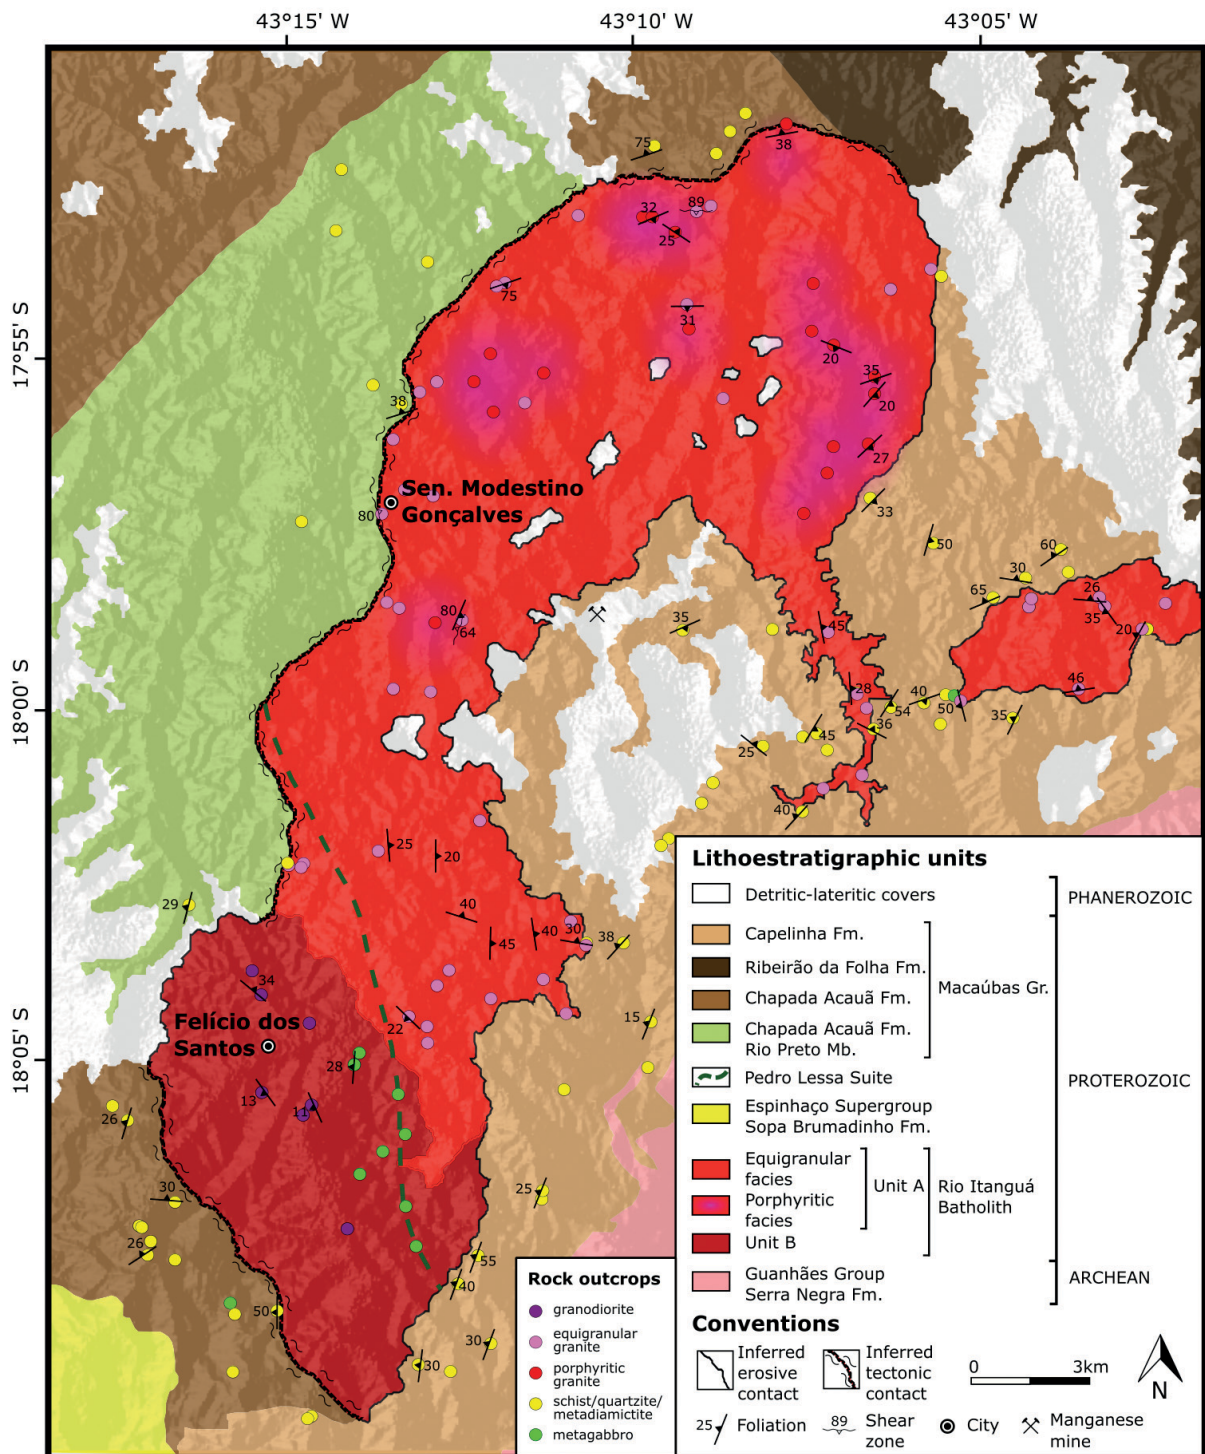 43°15' W
43°10' W
43°05' W
17°55' S
18°00' S
18°05' S
75
38
32
89
25
75
31
20
35
20
38
27
Sen. Modestino
Gonçalves
80
33
50
60
30
65
26
35
20
80
64
35
45
46
28
40
54
50
36
35
45
25
40
25
20
29
40
45
40
30
38
34
Felício dos
Santos
22
15
28
13
11
26
30
25
26
55
40
50
30
30
Lithoestratigraphic units
Detritic-lateritic covers
PHANEROZOIC
Capelinha Fm.
Ribeirão da Folha Fm.
Macaúbas Gr.
Chapada Acauã Fm.
Chapada Acauã Fm.
Rio Preto Mb.
Pedro Lessa Suite
PROTEROZOIC
Espinhaço Supergroup
Sopa Brumadinho Fm.
Equigranular
facies
Unit A
Rio Itanguá
Batholith
Porphyritic
facies
Unit B
Guanhães Group
Serra Negra Fm.
ARCHEAN
Rock outcrops
granodiorite
equigranular
granite
porphyritic
granite
schist/quartzite/
metadiamictite
metagabbro
Conventions
Inferred
erosive
contact
Inferred
tectonic
contact
0 3km
N
25 Foliation
89 Shear
zone
City
Manganese
mine